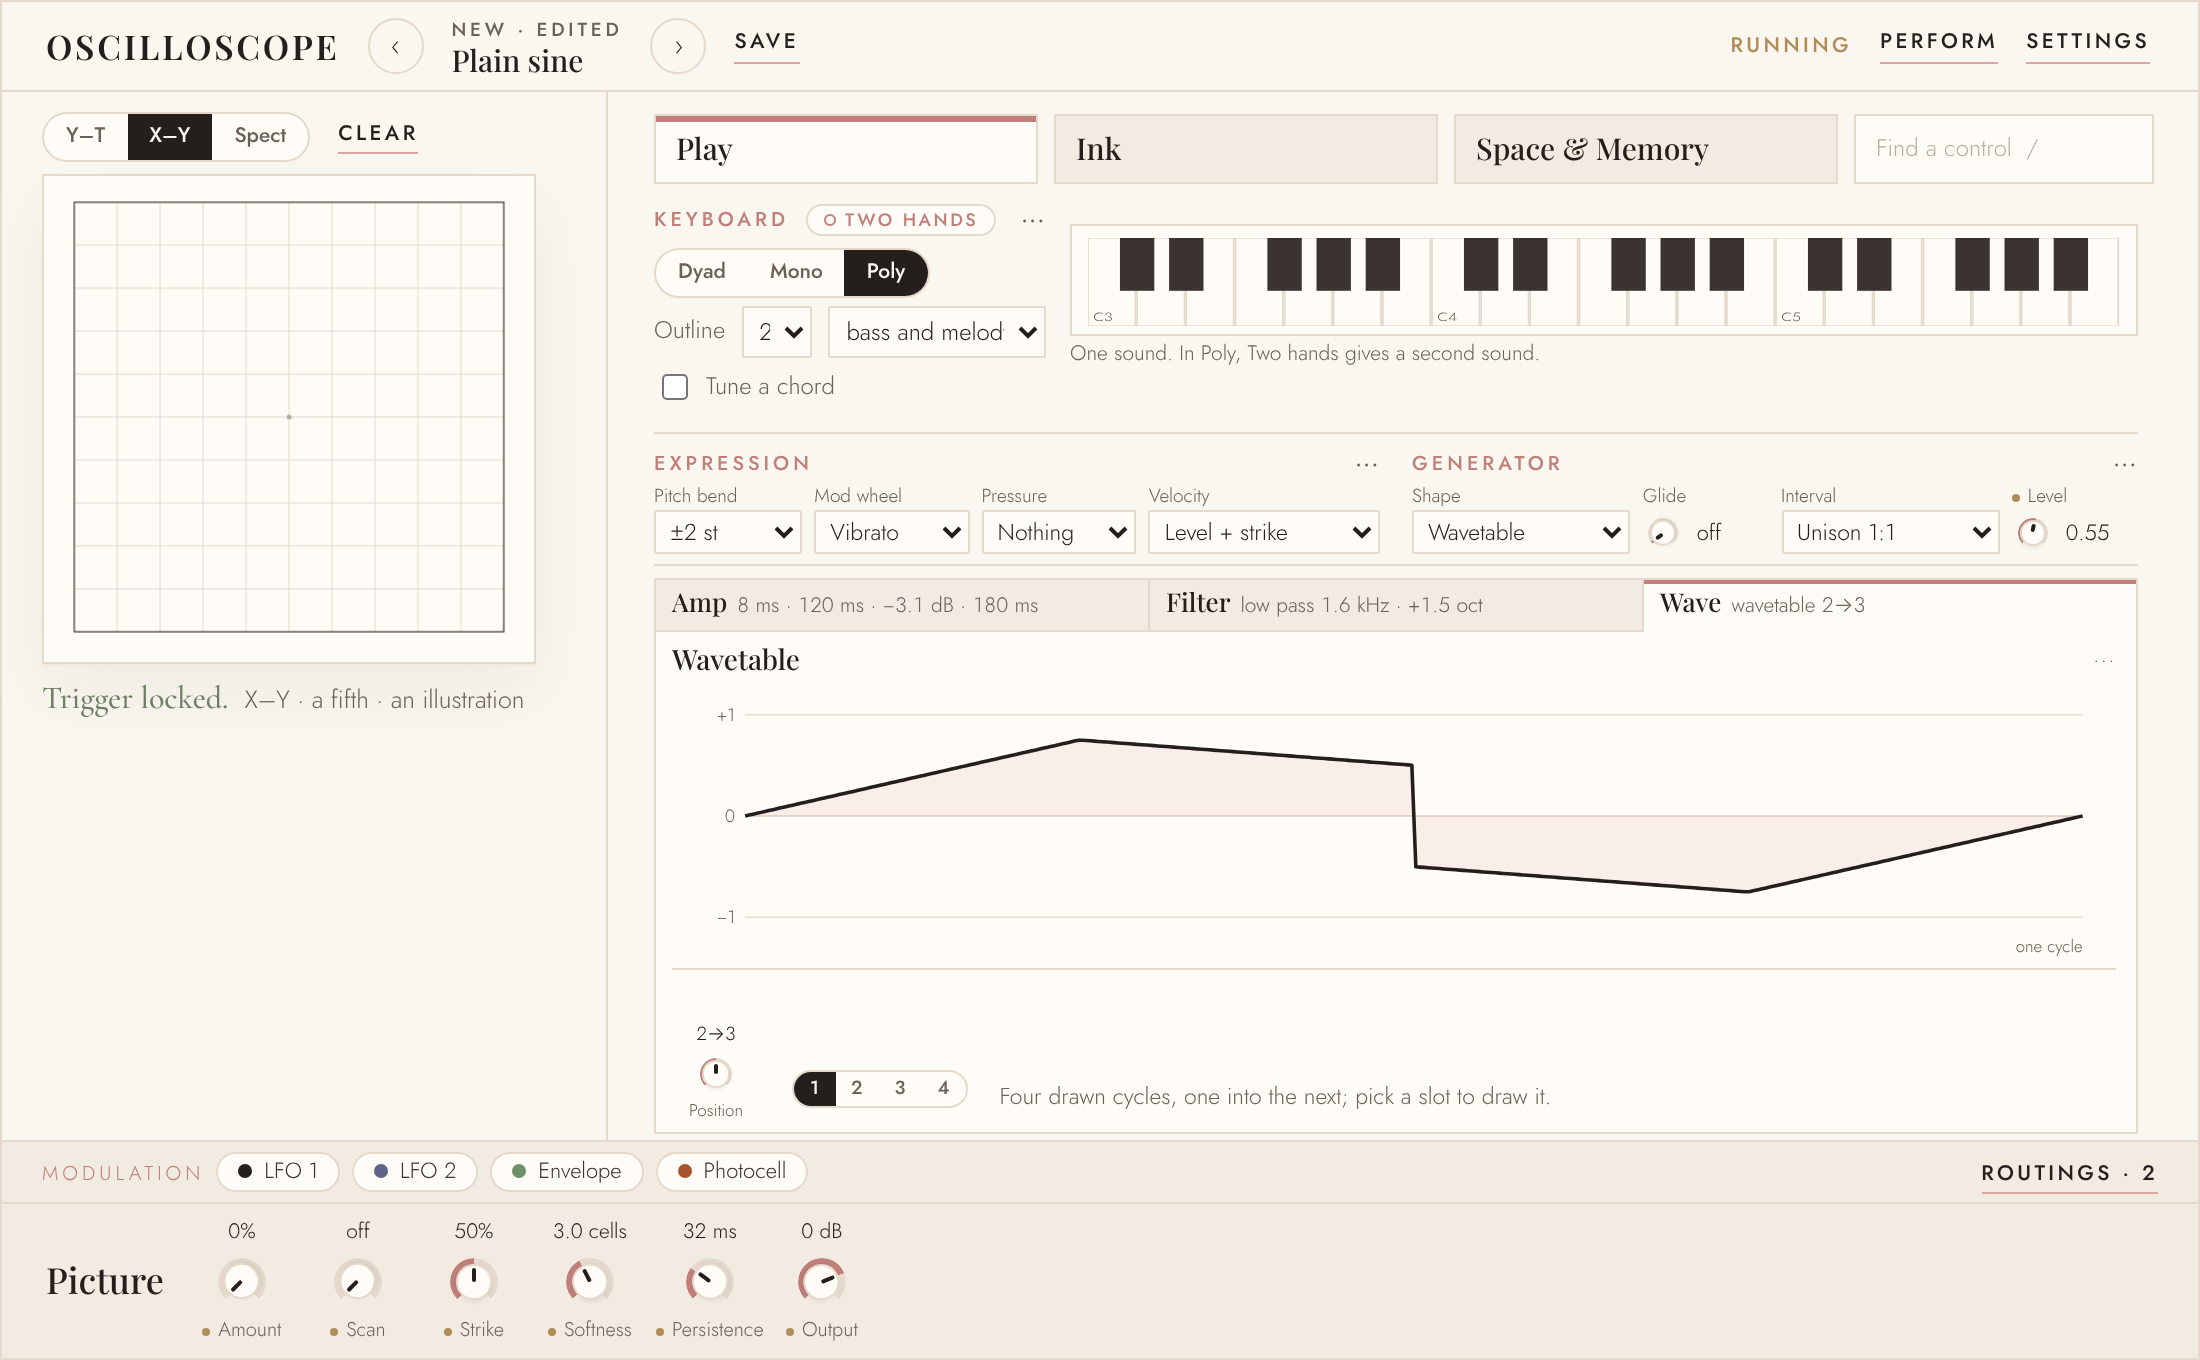 OSCILLOSCOPE
‹
NEW · EDITED
Plain sine
›
SAVE
RUNNING
PERFORM
SETTINGS
Y–T X–Y Spect
CLEAR
Trigger locked. X–Y · a fifth · an illustration
Play
Ink
Space & Memory
Find a control /
KEYBOARD
TWO HANDS
...
Dyad Mono Poly
Outline 2 bass and melod
Tune a chord
C3 C4 C5
One sound. In Poly, Two hands gives a second sound.
EXPRESSION ...
Pitch bend Mod wheel Pressure Velocity
±2 st Vibrato Nothing Level + strike
GENERATOR ...
Shape Glide Interval Level
Wavetable off Unison 1:1 0.55
Amp 8 ms · 120 ms · −3.1 dB · 180 ms
Filter low pass 1.6 kHz · +1.5 oct
Wave wavetable 2→3
Wavetable ...
+1
0
−1
one cycle
2→3
Position
1 2 3 4
Four drawn cycles, one into the next; pick a slot to draw it.
MODULATION LFO 1 LFO 2 Envelope Photocell
ROUTINGS · 2
Picture
0% off 50% 3.0 cells 32 ms 0 dB
Amount Scan Strike Softness Persistence Output